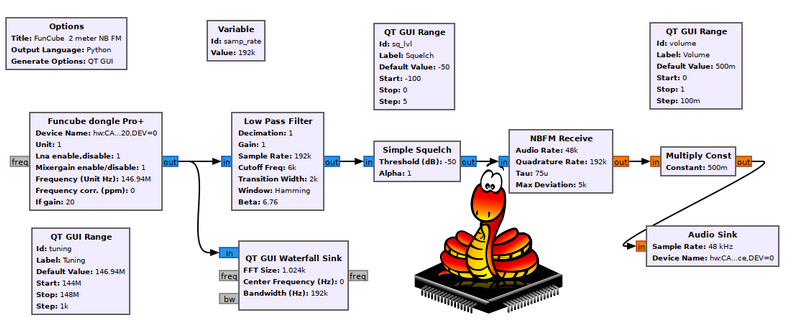 Options
Title: FunCube 2 meter NB FM
Output Language: Python
Generate Options: QT GUI
Variable
Id: samp_rate
Value: 192k
QT GUI Range
Id: sq_lvl
Label: Squelch
Default Value: -50
Start: -100
Stop: 0
Step: 5
QT GUI Range
Id: volume
Label: Volume
Default Value: 500m
Start: 0
Stop: 1
Step: 100m
Funcube dongle Pro+
Device Name: hw:CA...20,DEV=0
Unit: 1
Lna enable,disable: 1
Mixergain enable/disable: 1
Frequency (Unit Hz): 146.94M
Frequency corr. (ppm): 0
If gain: 20
freq
out
in
Low Pass Filter
Decimation: 1
Gain: 1
Sample Rate: 192k
Cutoff Freq: 6k
Transition Width: 2k
Window: Hamming
Beta: 6.76
out
in
Simple Squelch
Threshold (dB): -50
Alpha: 1
out
in
NBFM Receive
Audio Rate: 48k
Quadrature Rate: 192k
Tau: 75u
Max Deviation: 5k
out
in
Multiply Const
Constant: 500m
out
in
Audio Sink
Sample Rate: 48 kHz
Device Name: hw:CA...ce,DEV=0
QT GUI Range
Id: tuning
Label: Tuning
Default Value: 146.94M
Start: 144M
Stop: 148M
Step: 1k
in
freq
bw
QT GUI Waterfall Sink
FFT Size: 1.024k
Center Frequency (Hz): 0
Bandwidth (Hz): 192k
freq